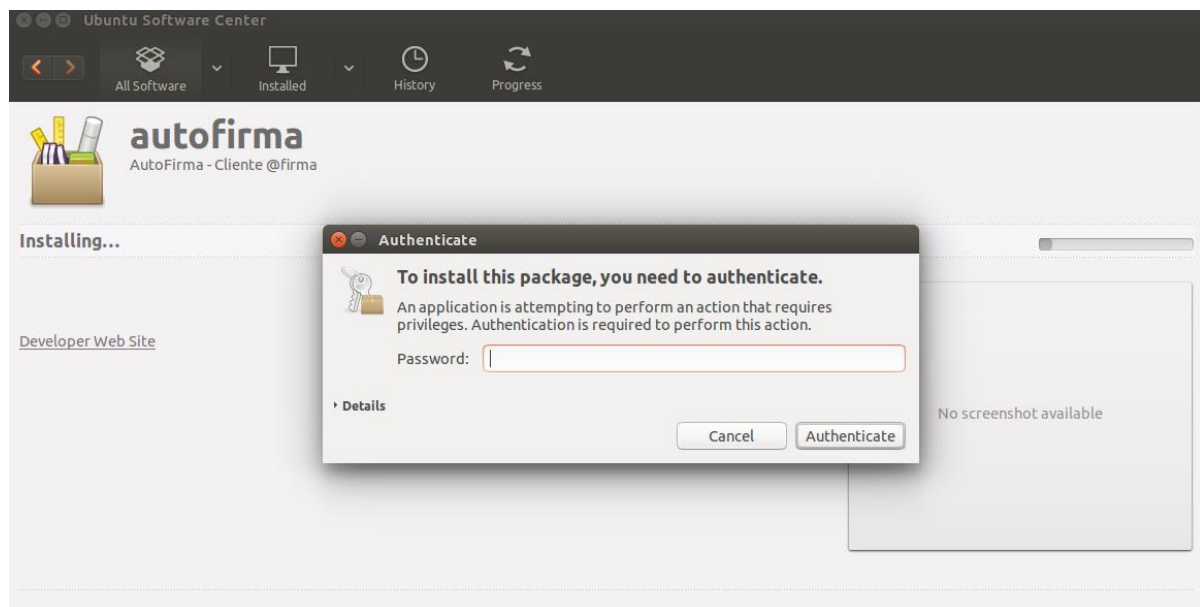 Ubuntu Software Center
All Software
Installed
History
Progress
autofirma
AutoFirma - Cliente @firma
Installing...
Authenticate
To install this package, you need to authenticate.
An application is attempting to perform an action that requires
privileges. Authentication is required to perform this action.
Password:
Developer Web Site
Details
No screenshot available
Cancel
Authenticate